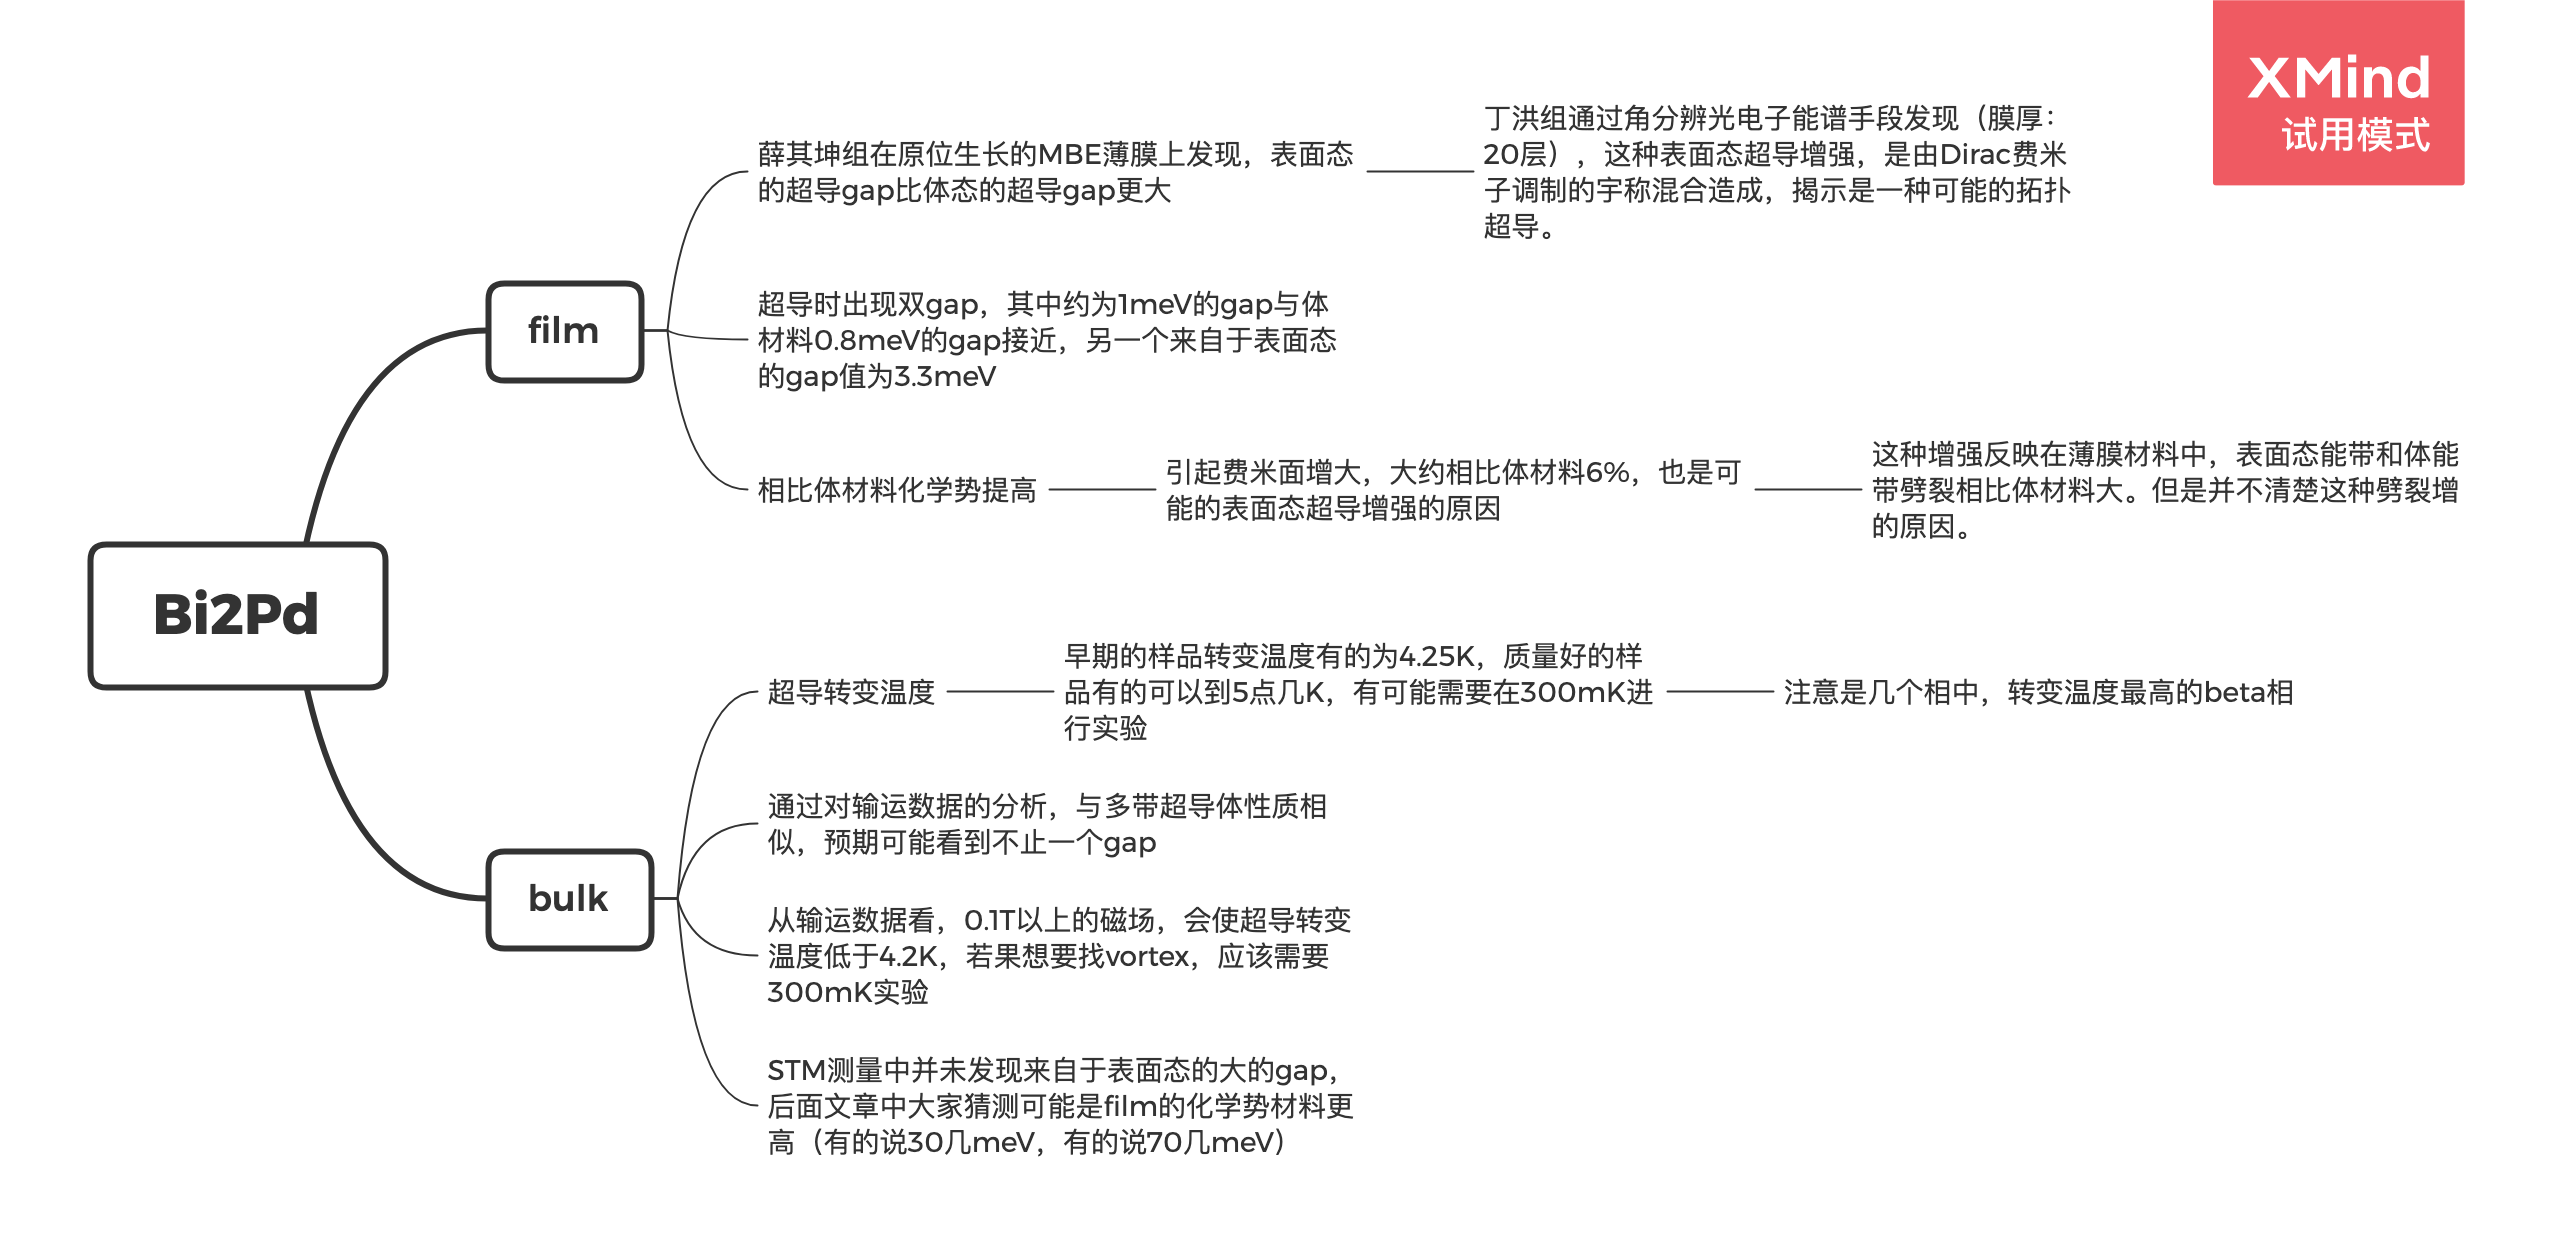 XMind
试用模式
Bi2Pd
film
薛其坤组在原位生长的MBE薄膜上发现，表面态
的超导gap比体态的超导gap更大
丁洪组通过角分辨光电子能谱手段发现（膜厚：
20层），这种表面态超导增强，是由Dirac费米
子调制的宇称混合造成，揭示是一种可能的拓扑
超导。
超导时出现双gap，其中约为1meV的gap与体
材料0.8meV的gap接近，另一个来自于表面态
的gap值为3.3meV
相比体材料化学势提高
引起费米面增大，大约相比体材料6%，也是可
能的表面态超导增强的原因
这种增强反映在薄膜材料中，表面态能带和体能
带劈裂相比体材料大。但是并不清楚这种劈裂增
的原因。
bulk
超导转变温度
早期的样品转变温度有的为4.25K，质量好的样
品有的可以到5点几K，有可能需要在300mK进
行实验
注意是几个相中，转变温度最高的beta相
通过对输运数据的分析，与多带超导体性质相
似，预期可能看到不止一个gap
从输运数据看，0.1T以上的磁场，会使超导转变
温度低于4.2K，若果想要找vortex，应该需要
300mK实验
STM测量中并未发现来自于表面态的大的gap，
后面文章中大家猜测可能是film的化学势材料更
高（有的说30几meV，有的说70几meV）